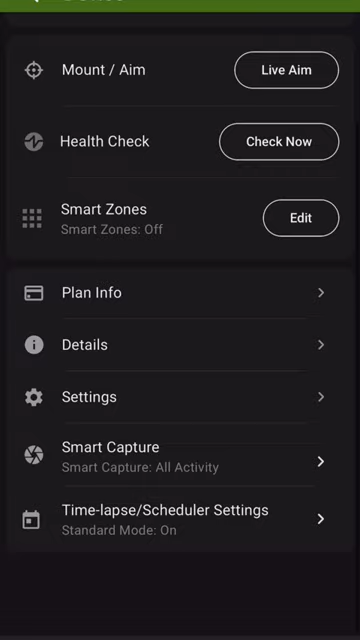 Mount / Aim
Live Aim
Health Check
Check Now
Smart Zones
Smart Zones: Off
Edit
Plan Info
Details
Settings
Smart Capture
Smart Capture: All Activity
Time-lapse/Scheduler Settings
Standard Mode: On